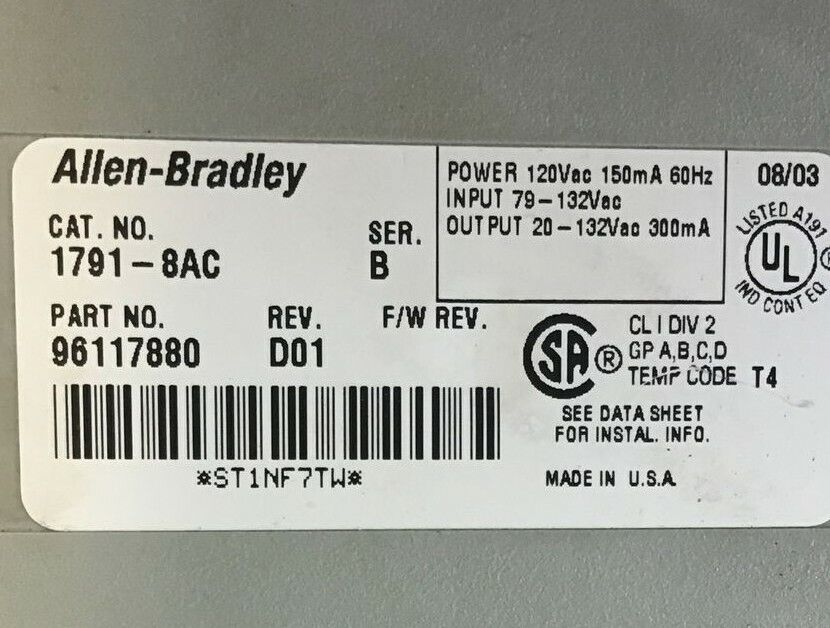 Allen-Bradley
CAT. NO.
SER.
1791-8AC
B
PART NO.
REV.
F/W REV.
96117880
D01
*ST1NF7TW*
POWER 120Vac 150mA 60Hz
INPUT 79-132Vac
OUTPUT 20-132Vac 300mA
08/03
LISTED A197
UL
IND CONT EQ
SA ®
CL I DIV 2
GP A,B,C,D
TEMP CODE T4
SEE DATA SHEET
FOR INSTAL. INFO.
MADE IN U.S.A